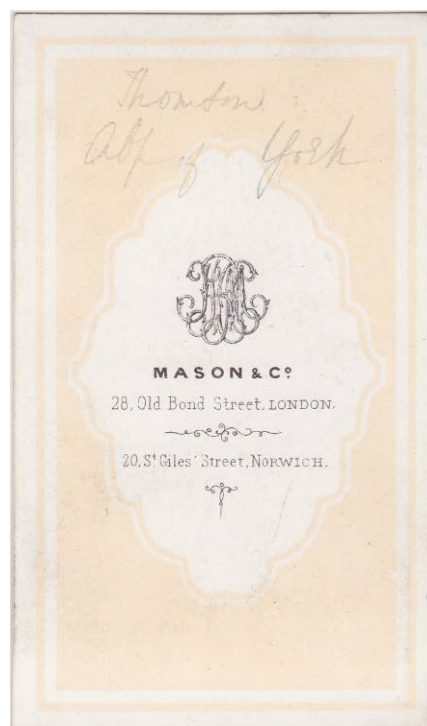 Thomson
Abp of York
MASON & Cº
28, Old Bond Street, LONDON.
20, Sᵗ Giles' Street, NORWICH.